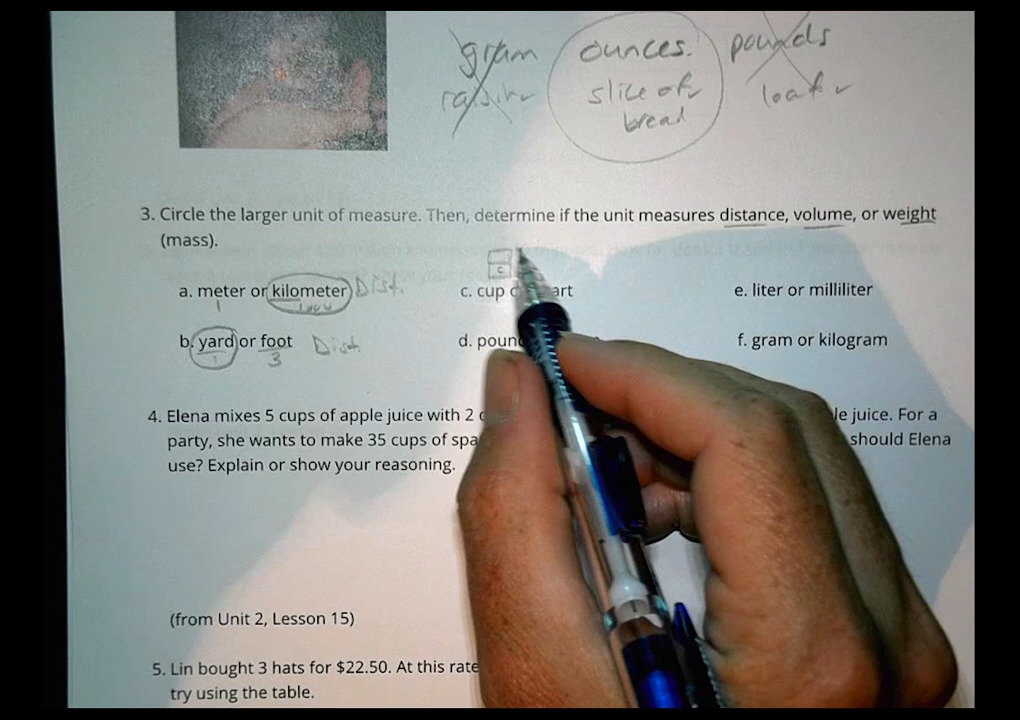 gram ounces. pounds
raisin slice of loaf
bread
3. Circle the larger unit of measure. Then, determine if the unit measures distance, volume, or weight
(mass).
c
a. meter or kilometer Dist. c. cup art e. liter or milliliter
1 1000
b. yard or foot Dist. d. poun f. gram or kilogram
1 3
4. Elena mixes 5 cups of apple juice with 2 le juice. For a
party, she wants to make 35 cups of spa should Elena
use? Explain or show your reasoning.
(from Unit 2, Lesson 15)
5. Lin bought 3 hats for $22.50. At this rate
try using the table.